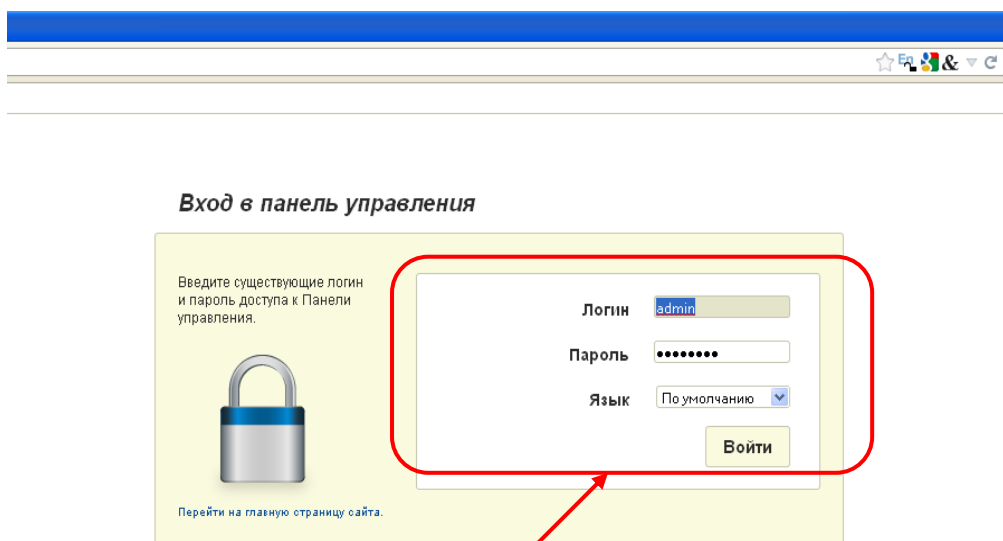 Вход в панель управления
Введите существующие логин
и пароль доступа к Панели
управления.
Логин admin
Пароль ••••••••
Язык По умолчанию
Войти
Перейти на главную страницу сайта.